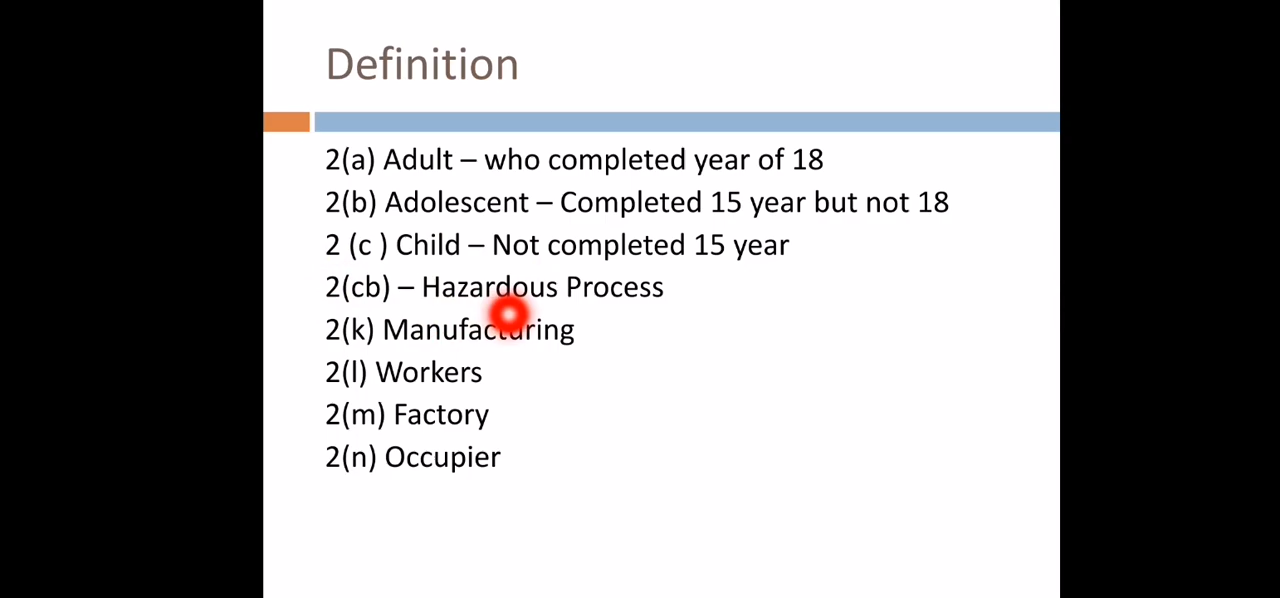 Definition
2(a) Adult – who completed year of 18
2(b) Adolescent – Completed 15 year but not 18
2 (c ) Child – Not completed 15 year
2(cb) – Hazardous Process
2(k) Manufacturing
2(l) Workers
2(m) Factory
2(n) Occupier